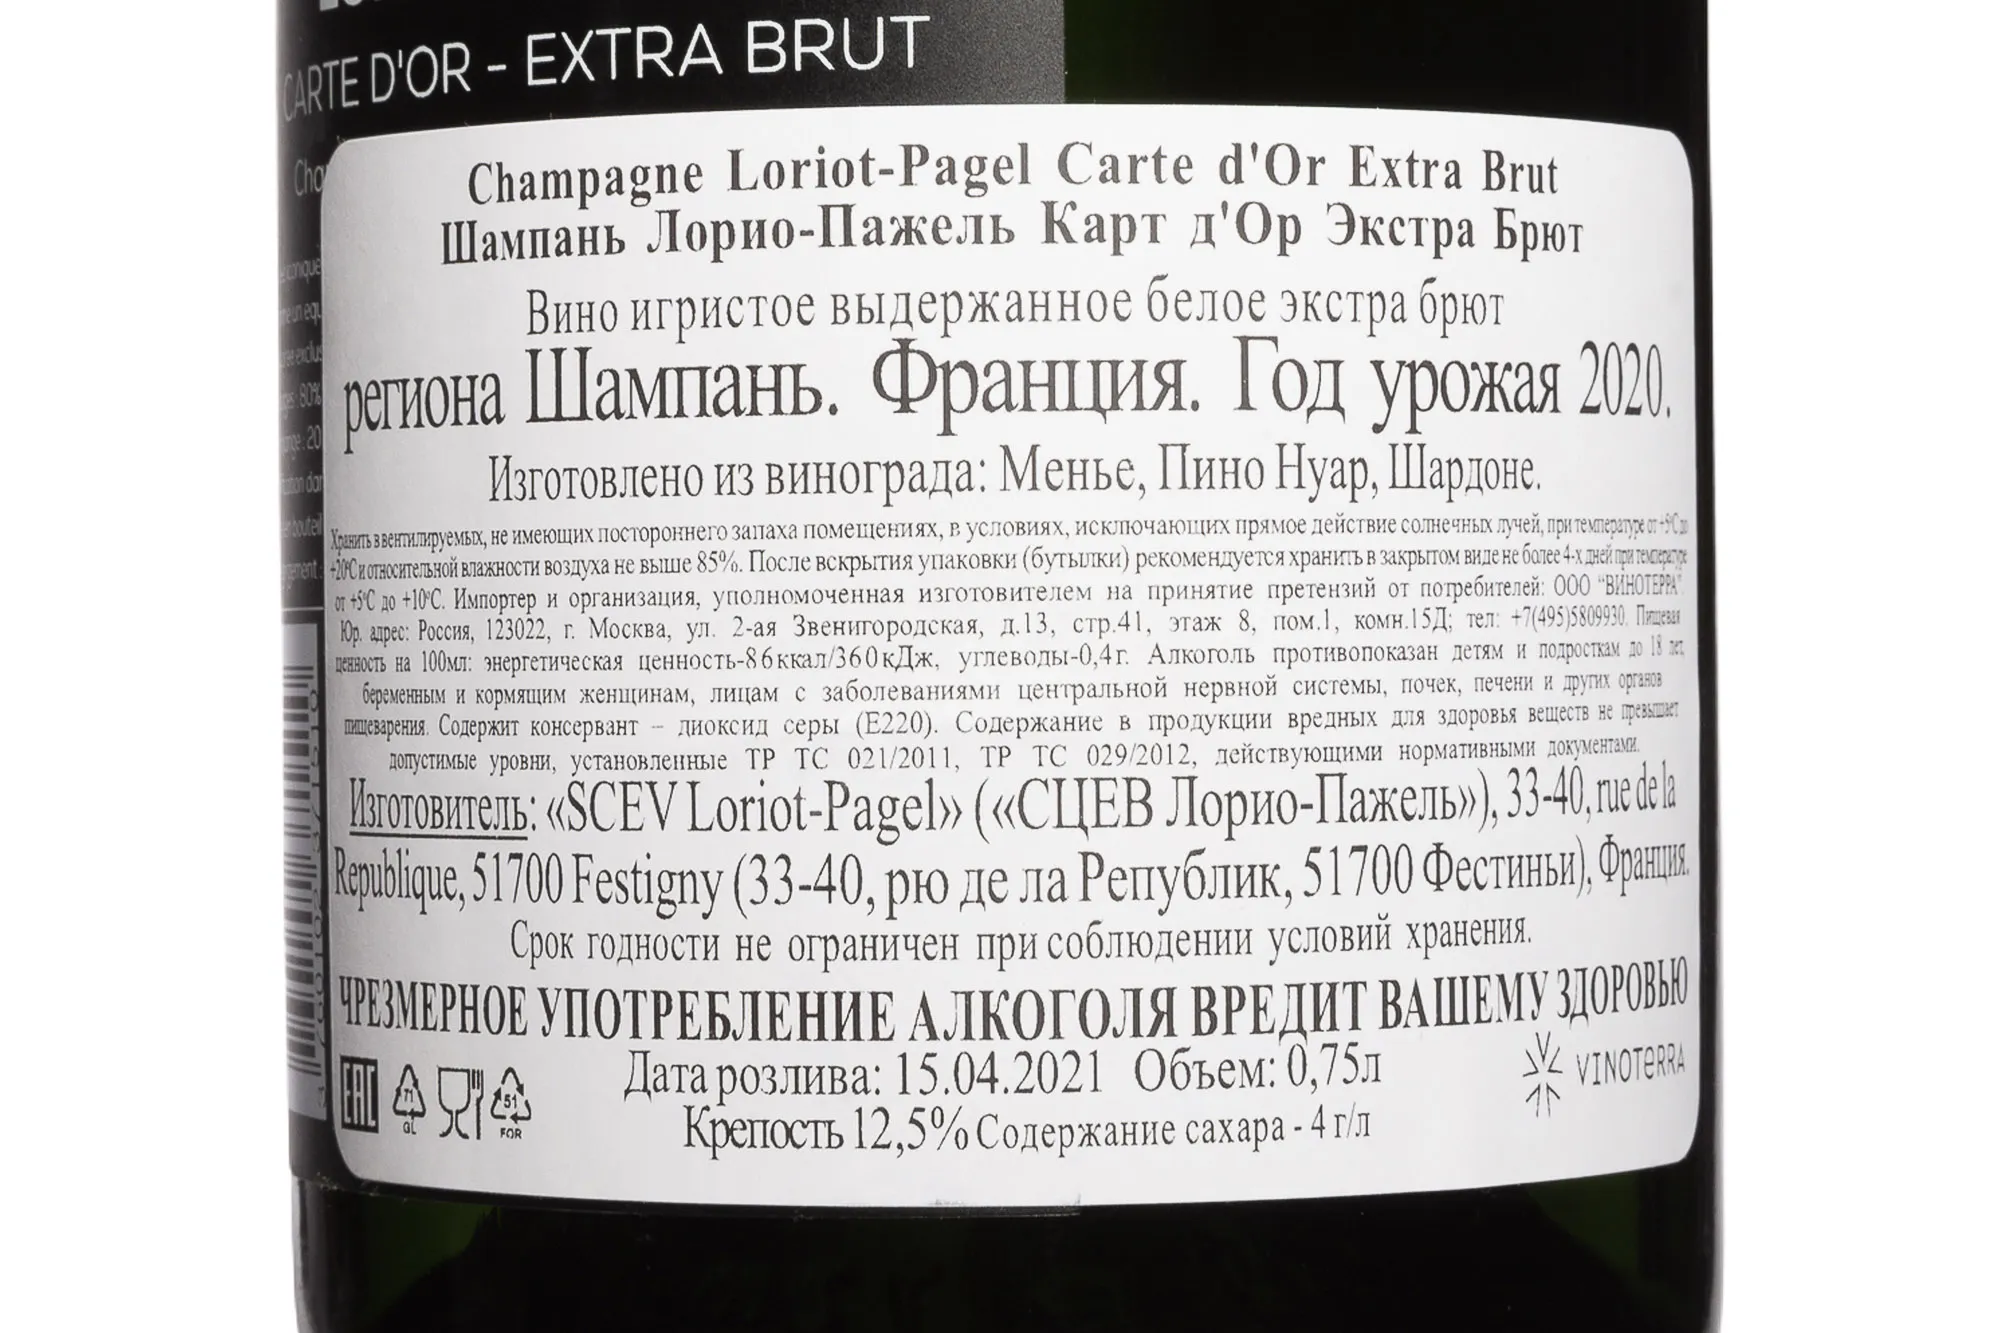 CARTE D'OR - EXTRA BRUT
Champagne Loriot-Pagel Carte d'Or Extra Brut
Шампань Лорио-Пажель Карт д'Ор Экстра Брют
Вино игристое выдержанное белое экстра брют
региона Шампань. Франция. Год урожая 2020.
Изготовлено из винограда: Менье, Пино Нуар, Шардоне.
Хранить в вентилируемых, не имеющих постороннего запаха помещениях, в условиях, исключающих прямое действие солнечных лучей, при температуре от +5°С до
+20°С и относительной влажности воздуха не выше 85%. После вскрытия упаковки (бутылки) рекомендуется хранить в закрытом виде не более 4-х дней при температуре
от +5°С до +10°С. Импортер и организация, уполномоченная изготовителем на принятие претензий от потребителей: ООО "ВИНОТЕРРА".
Юр. адрес: Россия, 123022, г. Москва, ул. 2-ая Звенигородская, д.13, стр.41, этаж 8, пом.1, комн.15Д; тел: +7(495)5809930. Пищевая
ценность на 100мл: энергетическая ценность-86ккал/360кДж, углеводы-0,4г. Алкоголь противопоказан детям и подросткам до 18 лет,
беременным и кормящим женщинам, лицам с заболеваниями центральной нервной системы, почек, печени и других органов
пищеварения. Содержит консервант – диоксид серы (Е220). Содержание в продукции вредных для здоровья веществ не превышает
допустимые уровни, установленные ТР ТС 021/2011, ТР ТС 029/2012, действующими нормативными документами.
Изготовитель: «SCEV Loriot-Pagel» («СЦЕВ Лорио-Пажель»), 33-40, rue de la
Republique, 51700 Festigny (33-40, рю де ла Републик, 51700 Фестиньи), Франция.
Срок годности не ограничен при соблюдении условий хранения.
ЧРЕЗМЕРНОЕ УПОТРЕБЛЕНИЕ АЛКОГОЛЯ ВРЕДИТ ВАШЕМУ ЗДОРОВЬЮ
EAC 71 GL 51 FOR Дата розлива: 15.04.2021 Объем: 0,75л VINOTERRA
Крепость 12,5% Содержание сахара - 4 г/л